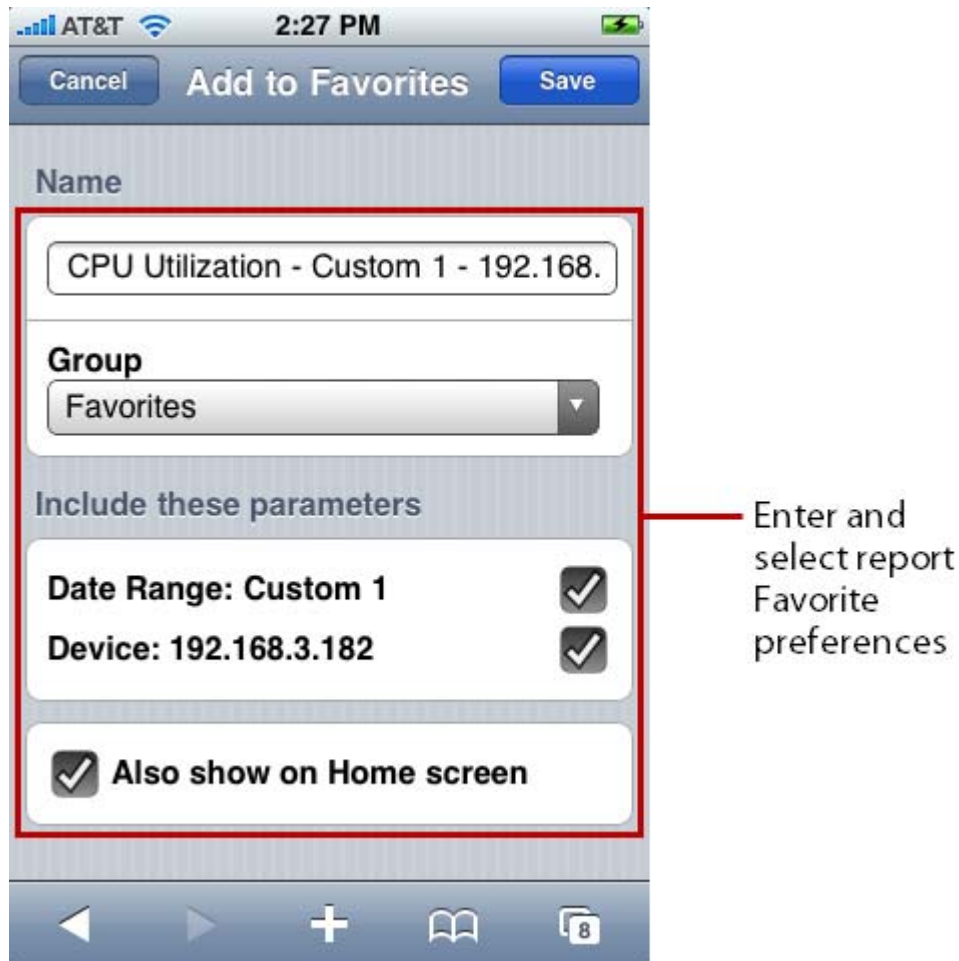 AT&T 2:27 PM
Cancel Add to Favorites Save
Name
CPU Utilization - Custom 1 - 192.168.
Group
Favorites
Include these parameters
Date Range: Custom 1
Device: 192.168.3.182
Also show on Home screen
8
Enter and
select report
Favorite
preferences